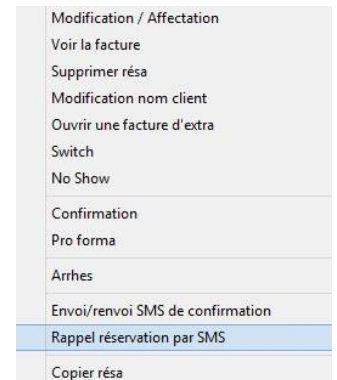 Modification / Affectation
Voir la facture
Supprimer résa
Modification nom client
Ouvrir une facture d'extra
Switch
No Show
Confirmation
Pro forma
Arrhes
Envoi/renvoi SMS de confirmation
Rappel réservation par SMS
Copier résa